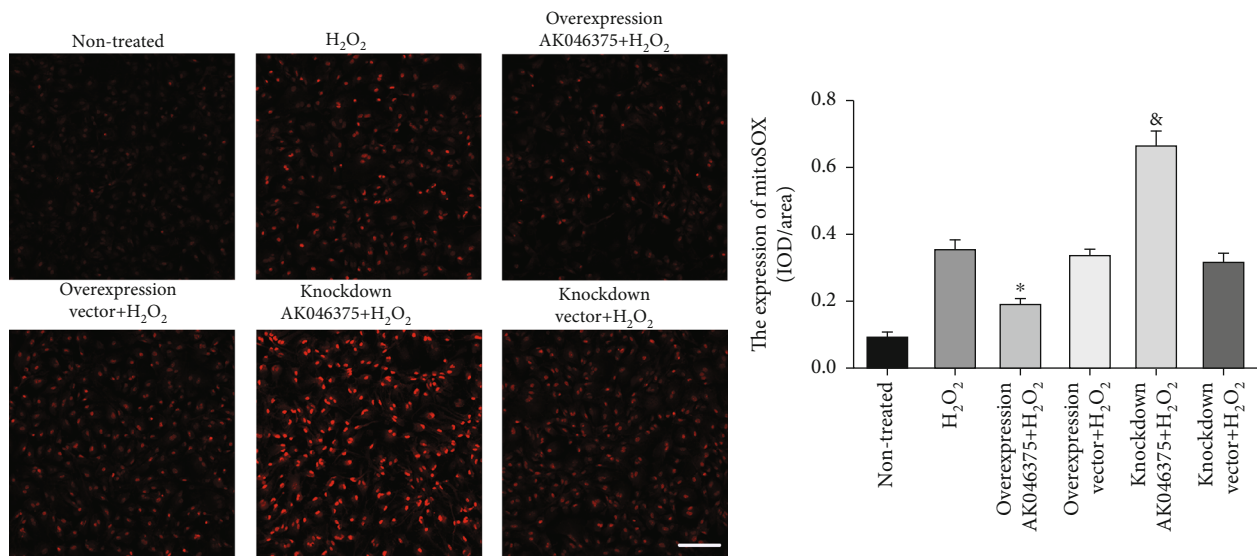 Non-treated
H₂O₂
Overexpression
AK046375+H₂O₂
Overexpression
vector+H₂O₂
Knockdown
AK046375+H₂O₂
Knockdown
vector+H₂O₂
The expression of mitoSOX
(IOD/area)
0.8
0.6
0.4
0.2
0.0
*
&
Non-treated
H₂O₂
Overexpression
AK046375+H₂O₂
Overexpression
vector+H₂O₂
Knockdown
AK046375+H₂O₂
Knockdown
vector+H₂O₂